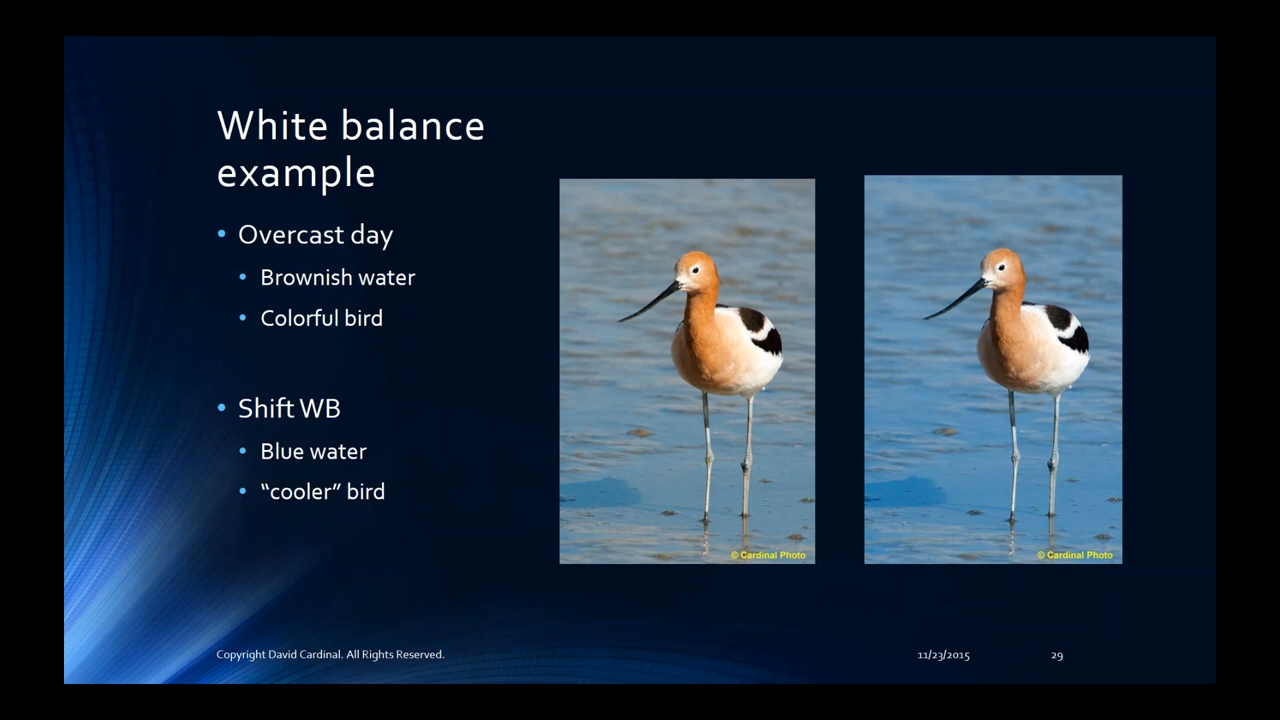 White balance
example
• Overcast day
• Brownish water
• Colorful bird
• Shift WB
• Blue water
• “cooler” bird
© Cardinal Photo
© Cardinal Photo
Copyright David Cardinal. All Rights Reserved.
11/23/2015
29